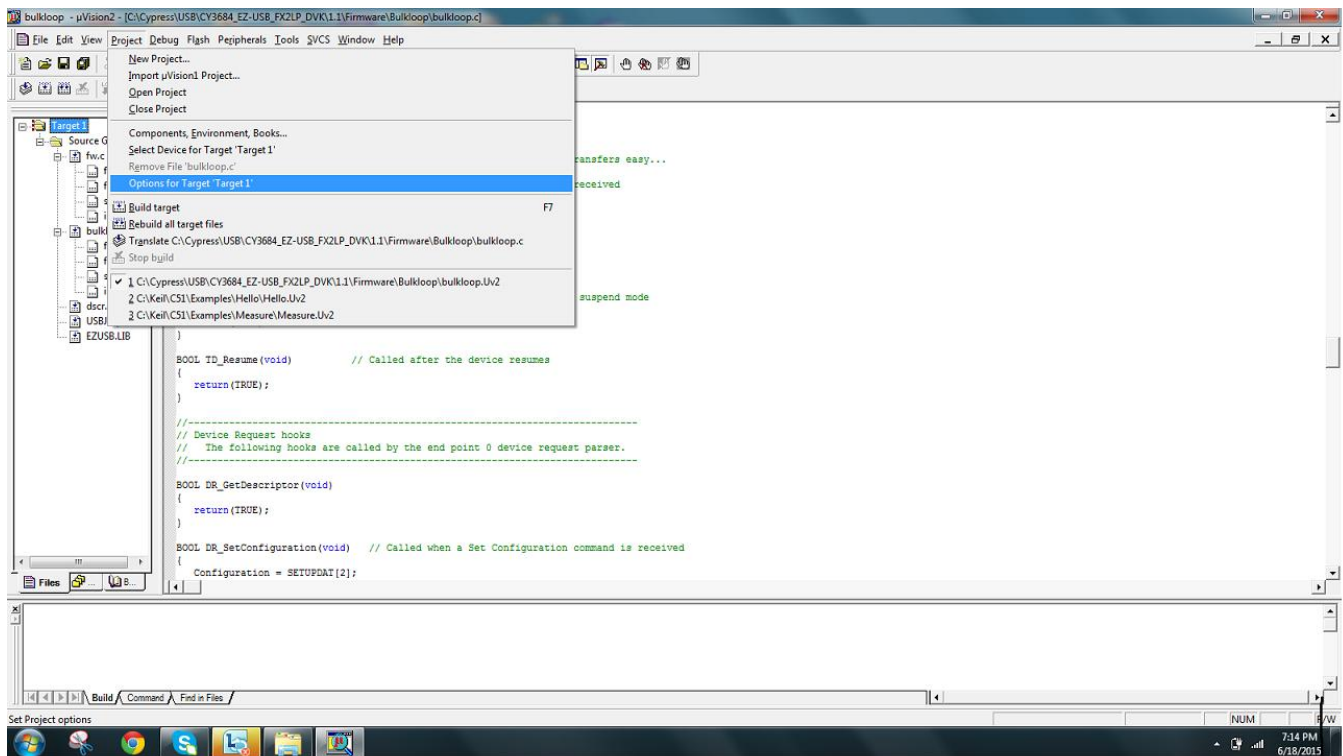 bulkloop - µVision2 - [C:\Cypress\USB\CY3684_EZ-USB_FX2LP_DVK\1.1\Firmware\Bulkloop\bulkloop.c]
File Edit View Project Debug Flash Peripherals Tools SVCS Window Help
New Project...
Import µVision1 Project...
Open Project
Close Project
Components, Environment, Books...
Select Device for Target 'Target 1'
Remove File 'bulkloop.c'
Options for Target 'Target 1'
Build target F7
Rebuild all target files
Translate C:\Cypress\USB\CY3684_EZ-USB_FX2LP_DVK\1.1\Firmware\Bulkloop\bulkloop.c
Stop build
1 C:\Cypress\USB\CY3684_EZ-USB_FX2LP_DVK\1.1\Firmware\Bulkloop\bulkloop.Uv2
2 C:\Keil\C51\Examples\Hello\Hello.Uv2
3 C:\Keil\C51\Examples\Measure\Measure.Uv2
Target 1
Source G
fw.c
f
f
s
i
bulkl
f
f
s
i
dscr.
USBJ
EZUSB.LIB
Files
B...
ransfers easy...
received
suspend mode
}
BOOL TD_Resume(void) // Called after the device resumes
{
return(TRUE);
}
//-----------------------------------------------------------------------------
// Device Request hooks
// The following hooks are called by the end point 0 device request parser.
//-----------------------------------------------------------------------------
BOOL DR_GetDescriptor(void)
{
return(TRUE);
}
BOOL DR_SetConfiguration(void) // Called when a Set Configuration command is received
{
Configuration = SETUPDAT[2];
Build Command Find in Files
Set Project options
NUM
R/W
7:14 PM
6/18/2015